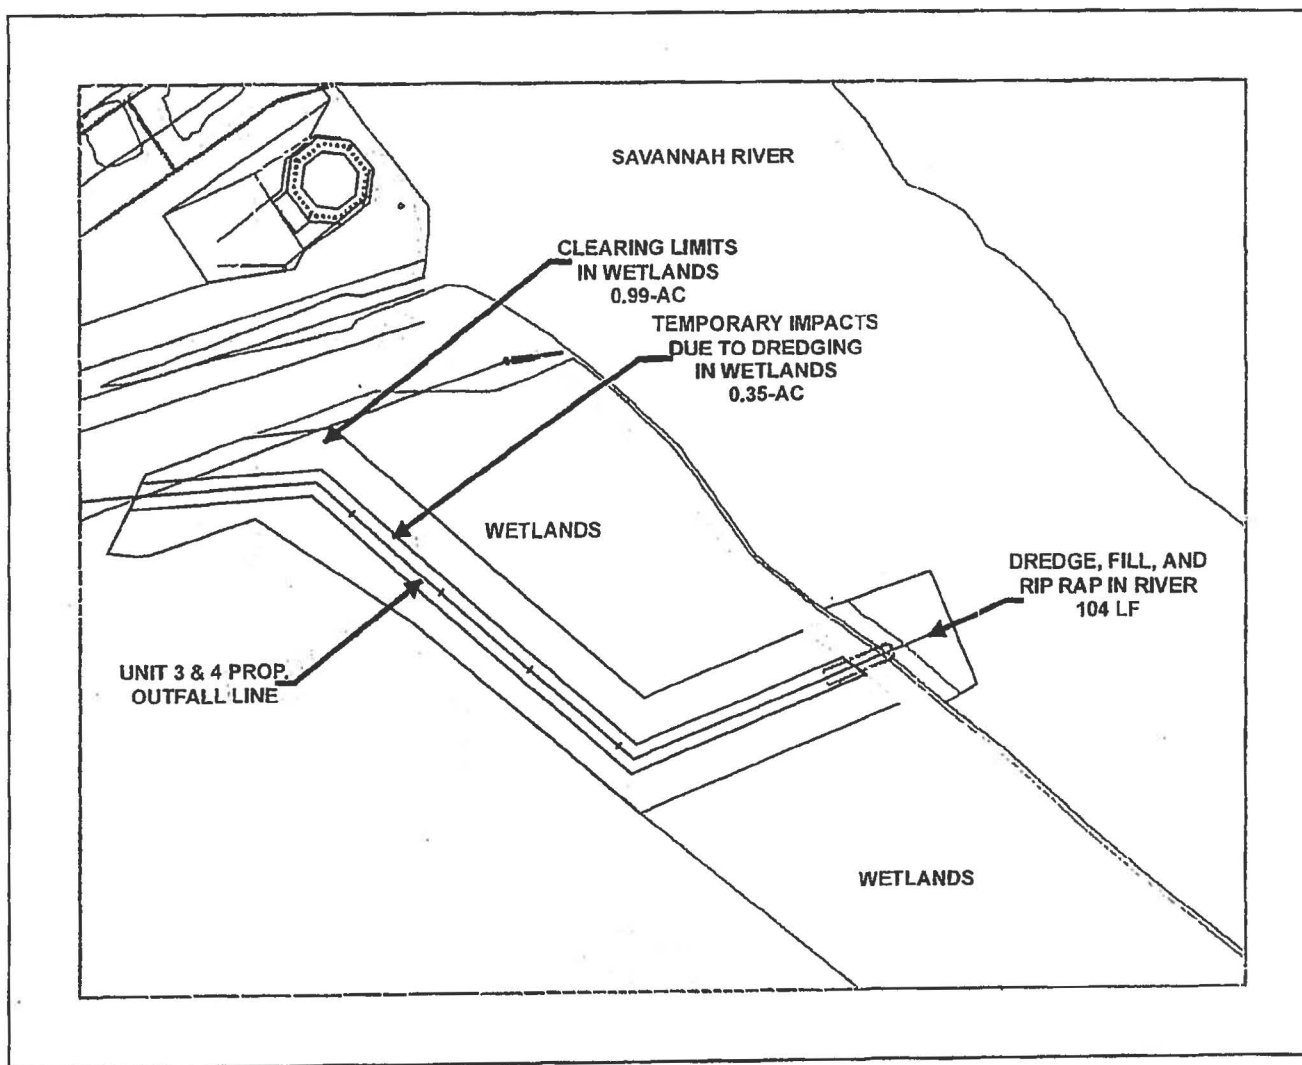 SAVANNAH RIVER
CLEARING LIMITS
IN WETLANDS
0.99-AC
TEMPORARY IMPACTS
DUE TO DREDGING
IN WETLANDS
0.35-AC
WETLANDS
DREDGE, FILL, AND
RIP RAP IN RIVER
104 LF
UNIT 3 & 4 PROP.
OUTFALL LINE
WETLANDS